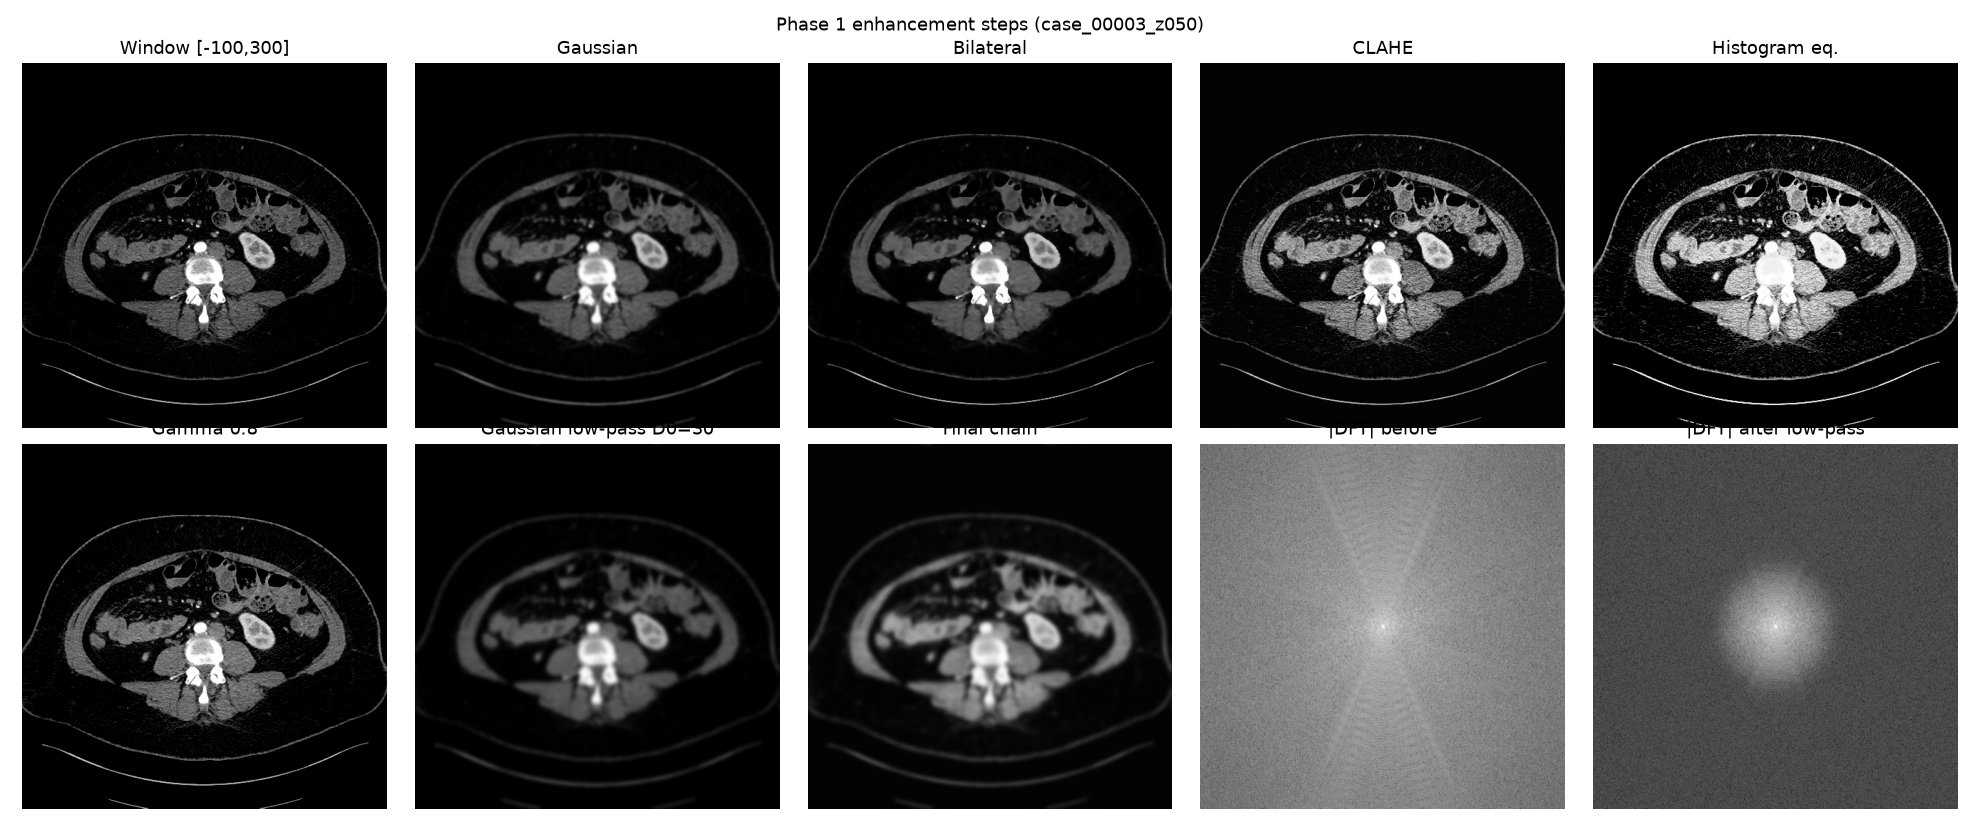 Phase 1 enhancement steps (case_00003_z050)
Window [-100,300]
Gaussian
Bilateral
CLAHE
Histogram eq.
Gamma 0.8
Gaussian low-pass D0=30
Final chain
|DFT| before
|DFT| after low-pass